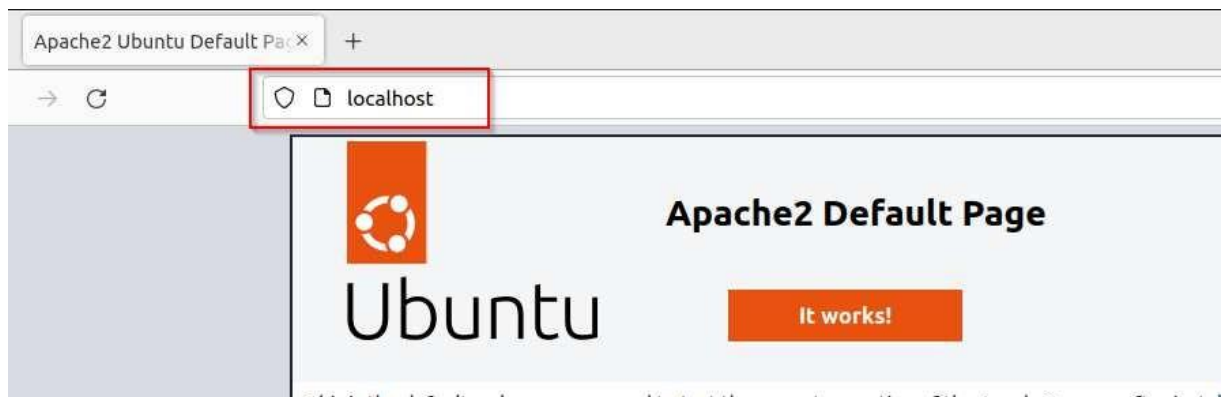 Apache2 Ubuntu Default Pa
localhost
Apache2 Default Page
Ubuntu
It works!